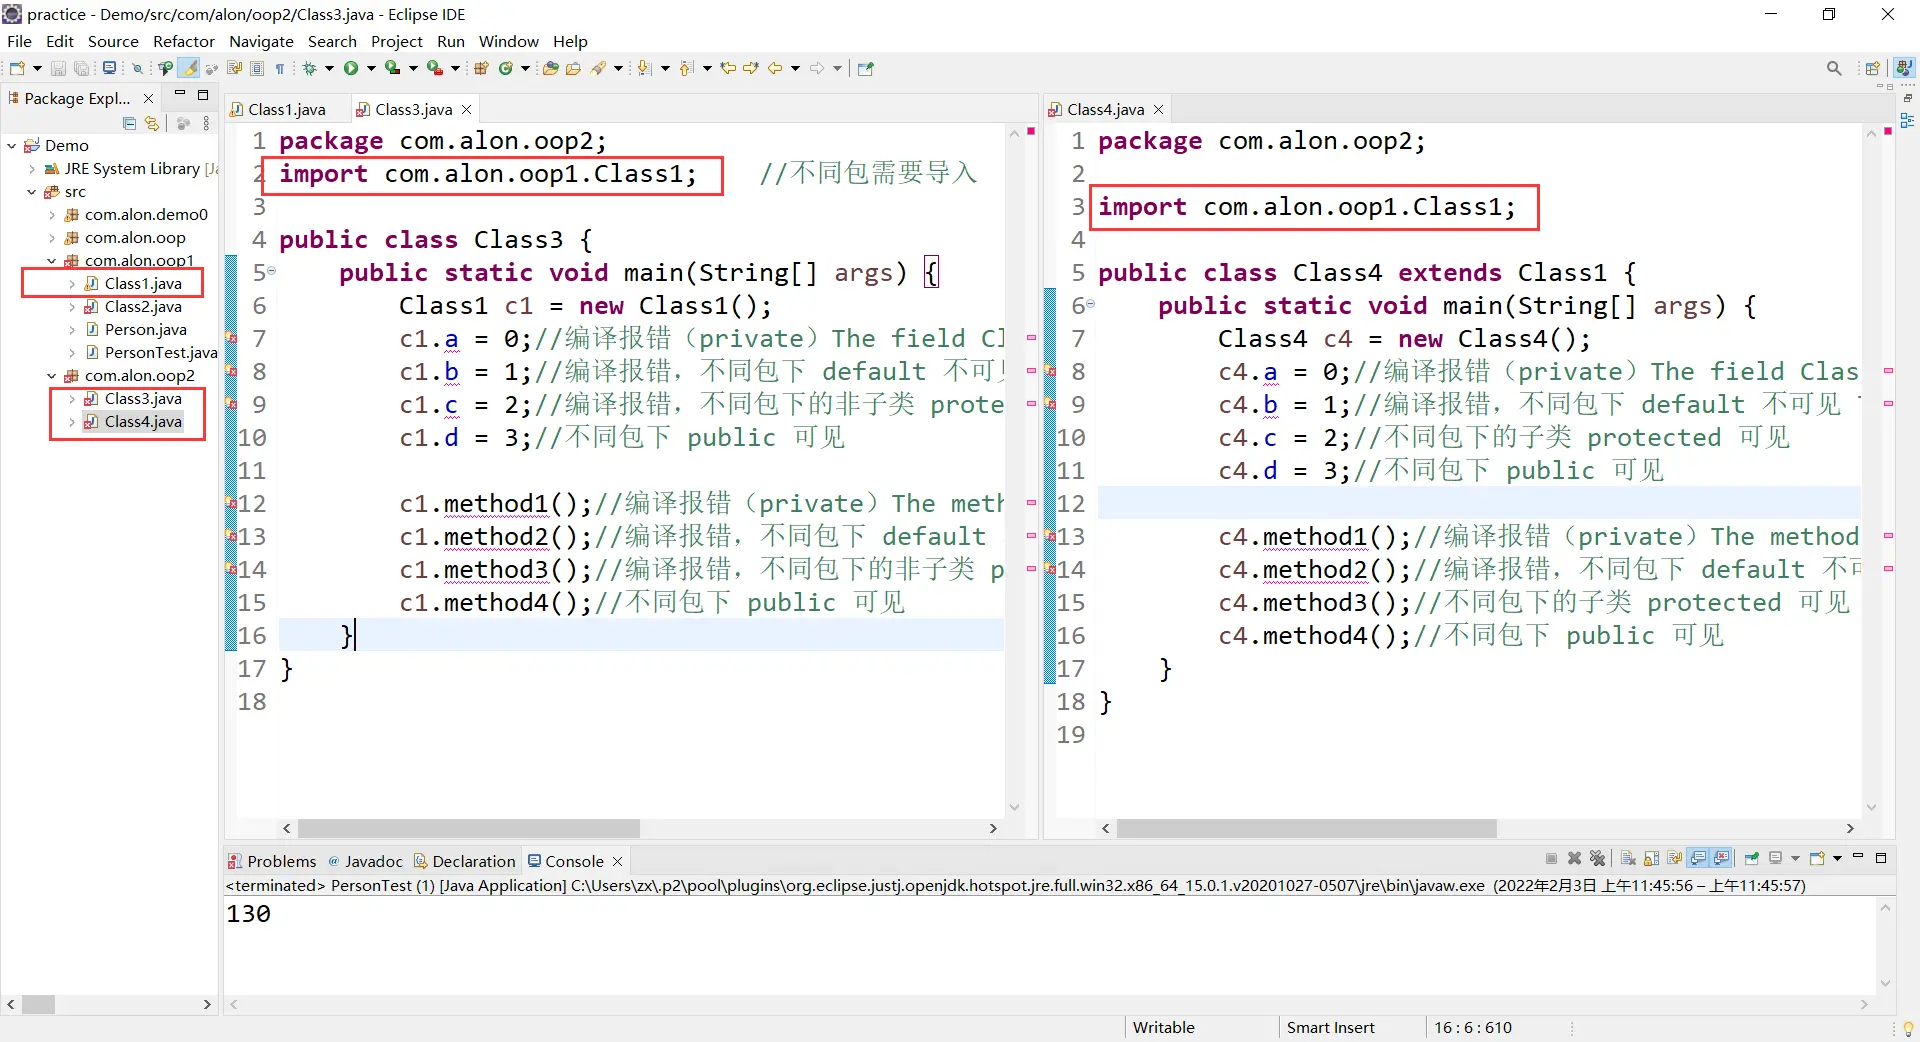 practice - Demo/src/com/alon/oop2/Class3.java - Eclipse IDE
File Edit Source Refactor Navigate Search Project Run Window Help
Package Expl...
Demo
JRE System Library [Ja
src
com.alon.demo0
com.alon.oop
com.alon.oop1
Class1.java
Class2.java
Person.java
PersonTest.java
com.alon.oop2
Class3.java
Class4.java
Class1.java
Class3.java
1 package com.alon.oop2;
2 import com.alon.oop1.Class1; //不同包需要导入
3
4 public class Class3 {
5 public static void main(String[] args) {
6 Class1 c1 = new Class1();
7 c1.a = 0;//编译报错（private）The field Cl
8 c1.b = 1;//编译报错，不同包下 default 不可见
9 c1.c = 2;//编译报错，不同包下的非子类 prote
10 c1.d = 3;//不同包下 public 可见
11
12 c1.method1();//编译报错（private）The meth
13 c1.method2();//编译报错，不同包下 default
14 c1.method3();//编译报错，不同包下的非子类 p
15 c1.method4();//不同包下 public 可见
16 }
17 }
18
Class4.java
1 package com.alon.oop2;
2
3 import com.alon.oop1.Class1;
4
5 public class Class4 extends Class1 {
6 public static void main(String[] args) {
7 Class4 c4 = new Class4();
8 c4.a = 0;//编译报错（private）The field Clas
9 c4.b = 1;//编译报错，不同包下 default 不可见
10 c4.c = 2;//不同包下的子类 protected 可见
11 c4.d = 3;//不同包下 public 可见
12
13 c4.method1();//编译报错（private）The method
14 c4.method2();//编译报错，不同包下 default 不可
15 c4.method3();//不同包下的子类 protected 可见
16 c4.method4();//不同包下 public 可见
17 }
18 }
19
Problems Javadoc Declaration Console
<terminated> PersonTest (1) [Java Application] C:\Users\zx\.p2\pool\plugins\org.eclipse.justj.openjdk.hotspot.jre.full.win32.x86_64_15.0.1.v20201027-0507\jre\bin\javaw.exe (2022年2月3日 上午11:45:56 – 上午11:45:57)
130
Writable Smart Insert 16 : 6 : 610